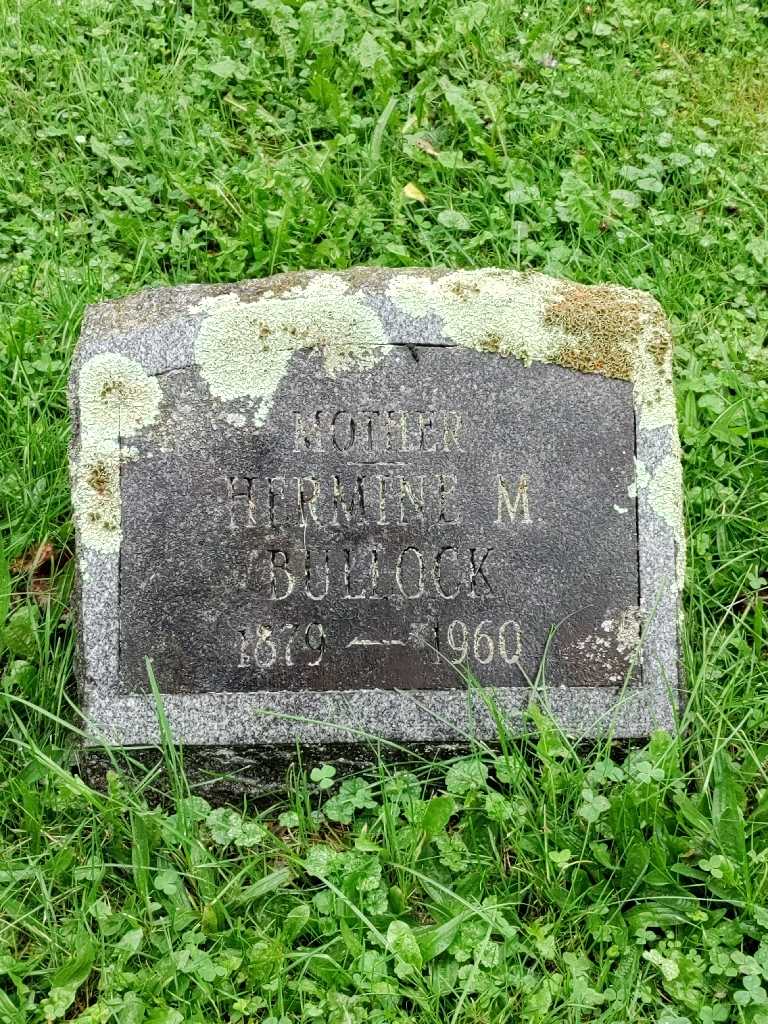 MOTHER
HERMINE M.
BULLOCK
1879 — 1960